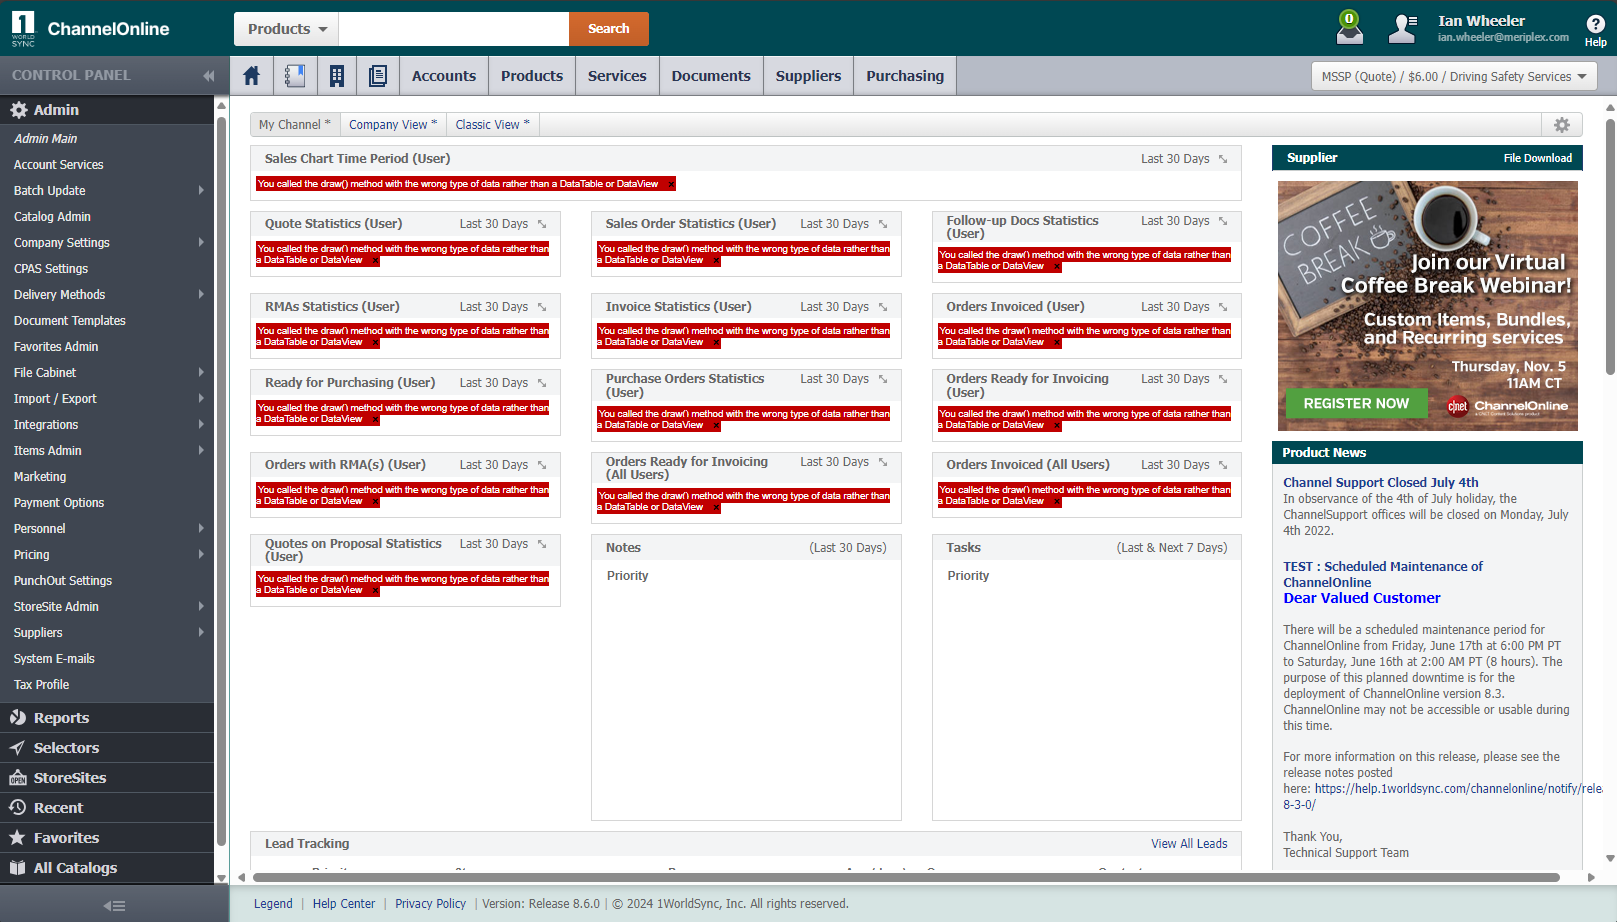 1 WORLD SYNC ChannelOnline
Products
Search
0
Ian Wheeler
ian.wheeler@meriplex.com
Help
CONTROL PANEL
Accounts Products Services Documents Suppliers Purchasing
MSSP (Quote) / $6.00 / Driving Safety Services
Admin
Admin Main
Account Services
Batch Update
Catalog Admin
Company Settings
CPAS Settings
Delivery Methods
Document Templates
Favorites Admin
File Cabinet
Import / Export
Integrations
Items Admin
Marketing
Payment Options
Personnel
Pricing
PunchOut Settings
StoreSite Admin
Suppliers
System E-mails
Tax Profile
Reports
Selectors
OPEN StoreSites
Recent
Favorites
All Catalogs
My Channel * Company View * Classic View *
Sales Chart Time Period (User) Last 30 Days
You called the draw() method with the wrong type of data rather than a DataTable or DataView ×
Quote Statistics (User) Last 30 Days
You called the draw() method with the wrong type of data rather than
a DataTable or DataView ×
Sales Order Statistics (User) Last 30 Days
You called the draw() method with the wrong type of data rather than
a DataTable or DataView ×
Follow-up Docs Statistics Last 30 Days
(User)
You called the draw() method with the wrong type of data rather than
a DataTable or DataView ×
RMAs Statistics (User) Last 30 Days
You called the draw() method with the wrong type of data rather than
a DataTable or DataView ×
Invoice Statistics (User) Last 30 Days
You called the draw() method with the wrong type of data rather than
a DataTable or DataView ×
Orders Invoiced (User) Last 30 Days
You called the draw() method with the wrong type of data rather than
a DataTable or DataView ×
Ready for Purchasing (User) Last 30 Days
You called the draw() method with the wrong type of data rather than
a DataTable or DataView ×
Purchase Orders Statistics Last 30 Days
(User)
You called the draw() method with the wrong type of data rather than
a DataTable or DataView ×
Orders Ready for Invoicing Last 30 Days
(User)
You called the draw() method with the wrong type of data rather than
a DataTable or DataView ×
Orders with RMA(s) (User) Last 30 Days
You called the draw() method with the wrong type of data rather than
a DataTable or DataView ×
Orders Ready for Invoicing Last 30 Days
(All Users)
You called the draw() method with the wrong type of data rather than
a DataTable or DataView ×
Orders Invoiced (All Users) Last 30 Days
You called the draw() method with the wrong type of data rather than
a DataTable or DataView ×
Quotes on Proposal Statistics Last 30 Days
(User)
You called the draw() method with the wrong type of data rather than
a DataTable or DataView ×
Notes (Last 30 Days)
Priority
Tasks (Last & Next 7 Days)
Priority
Lead Tracking View All Leads
Supplier File Download
COFFEE
BREAK
Join our Virtual
Coffee Break Webinar!
Custom Items, Bundles,
and Recurring services
Thursday, Nov. 5
11AM CT
REGISTER NOW
c|net ChannelOnline
Product News
Channel Support Closed July 4th
In observance of the 4th of July holiday, the
ChannelSupport offices will be closed on Monday, July
4th 2022.
TEST : Scheduled Maintenance of
ChannelOnline
Dear Valued Customer
There will be a scheduled maintenance period for
ChannelOnline from Friday, June 17th at 6:00 PM PT
to Saturday, June 16th at 2:00 AM PT (8 hours). The
purpose of this planned downtime is for the
deployment of ChannelOnline version 8.3.
ChannelOnline may not be accessible or usable during
this time.
For more information on this release, please see the
release notes posted
here: https://help.1worldsync.com/channelonline/notify/rele
8-3-0/
Thank You,
Technical Support Team
Legend | Help Center | Privacy Policy | Version: Release 8.6.0 | © 2024 1WorldSync, Inc. All rights reserved.